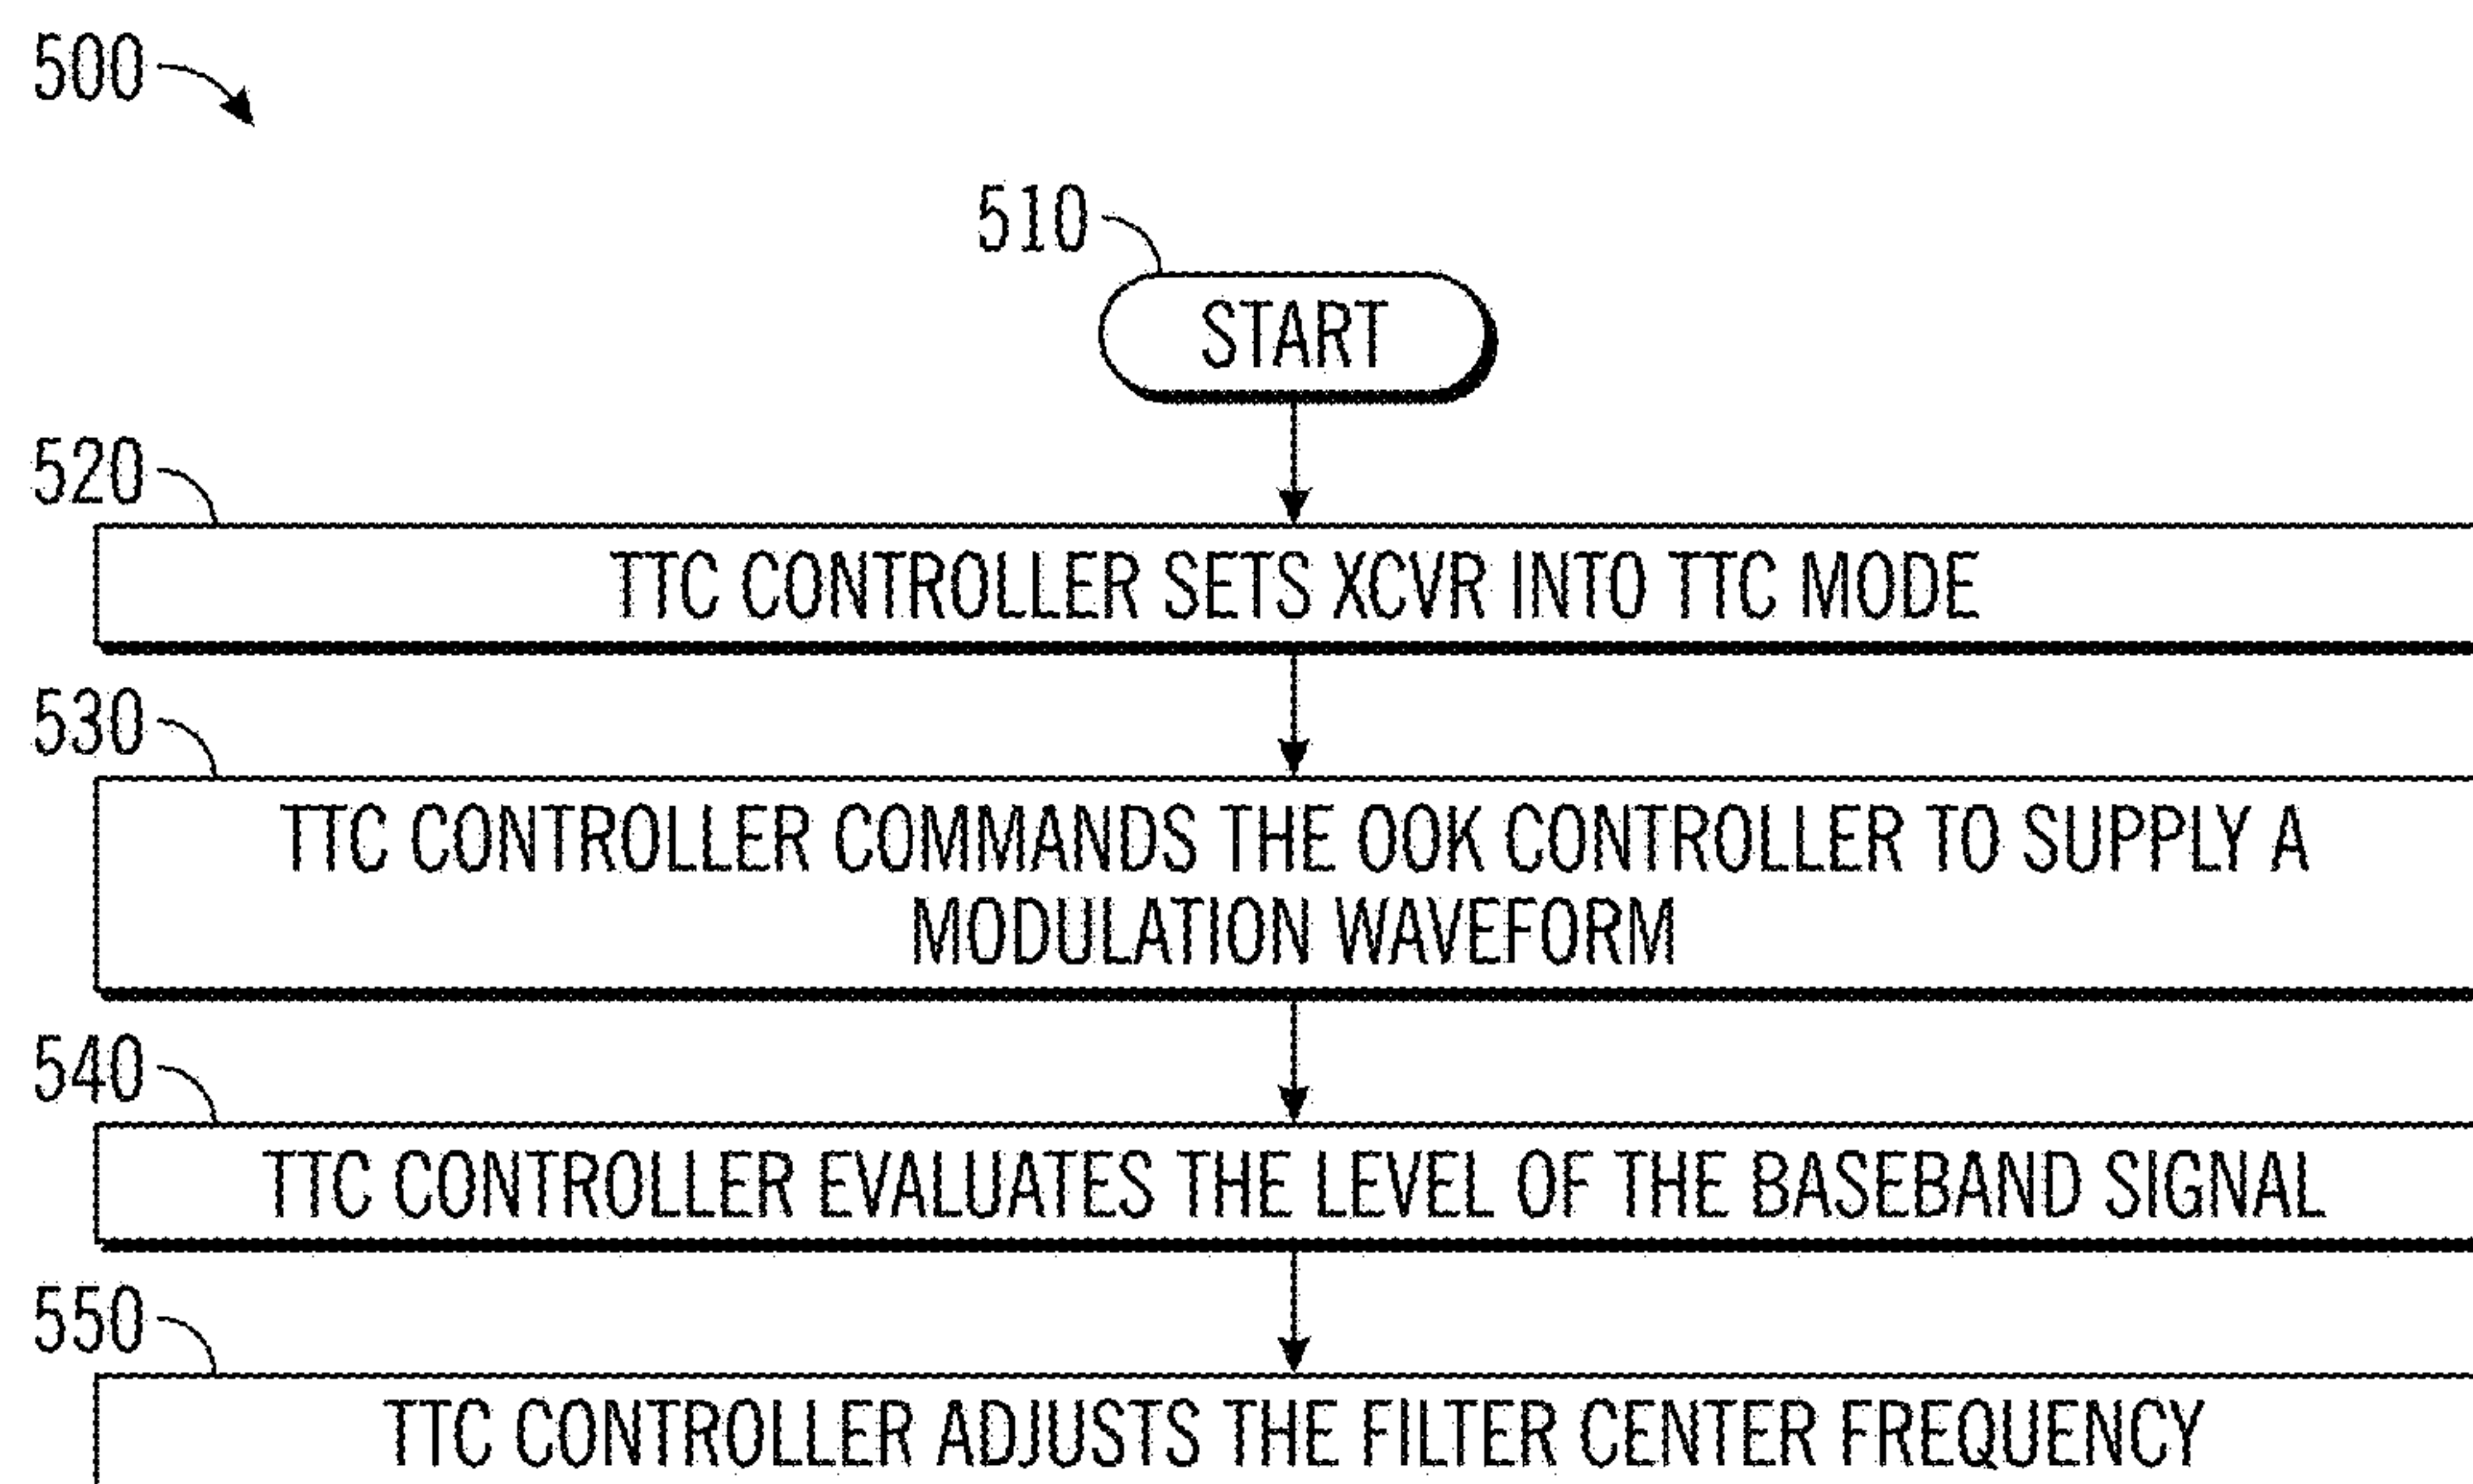 500
510
START
520
TTC CONTROLLER SETS XCVR INTO TTC MODE
530
TTC CONTROLLER COMMANDS THE OOK CONTROLLER TO SUPPLY A
MODULATION WAVEFORM
540
TTC CONTROLLER EVALUATES THE LEVEL OF THE BASEBAND SIGNAL
550
TTC CONTROLLER ADJUSTS THE FILTER CENTER FREQUENCY